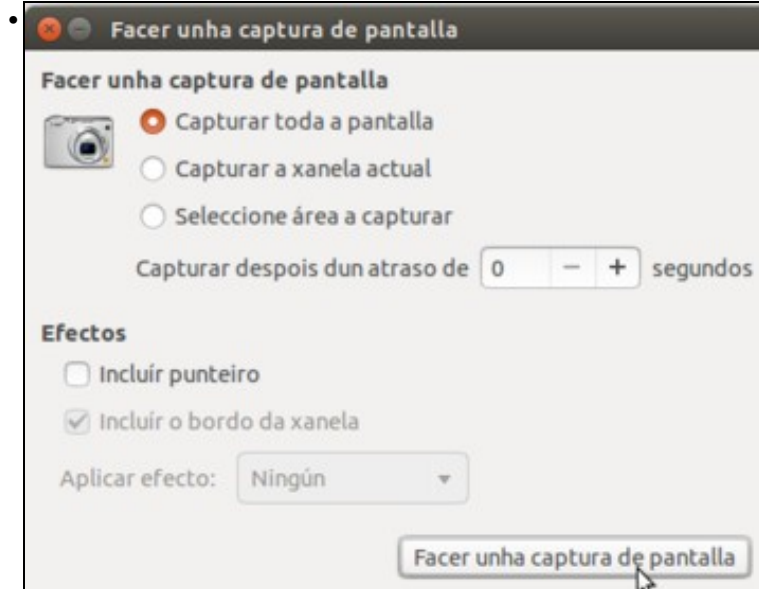 Facer unha captura de pantalla
Facer unha captura de pantalla
Capturar toda a pantalla
Capturar a xanela actual
Seleccione área a capturar
Capturar despois dun atraso de 0 − + segundos
Efectos
Incluír punteiro
Incluír o bordo da xanela
Aplicar efecto: Ningún
Facer unha captura de pantalla